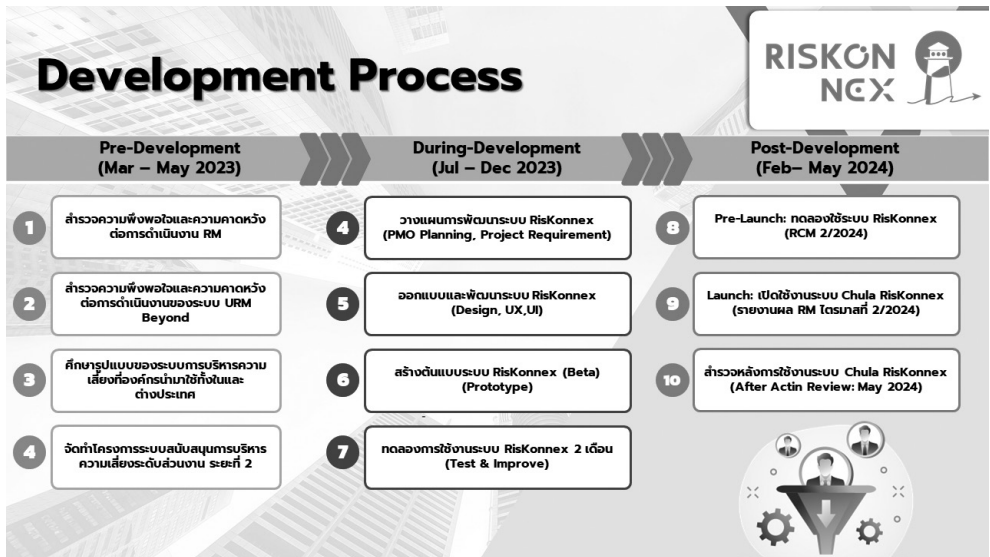 Development Process
RISKON
NEX
Pre-Development
(Mar – May 2023)
During-Development
(Jul – Dec 2023)
Post-Development
(Feb– May 2024)
1
สำรวจความพึงพอใจและความคาดหวัง
ต่อการดำเนินงาน RM
2
สำรวจความพึงพอใจและความคาดหวัง
ต่อการดำเนินงานของระบบ URM
Beyond
3
ศึกษารูปแบบของระบบการบริหารความ
เสี่ยงที่องค์กรนำมาใช้ทั้งในและ
ต่างประเทศ
4
จัดทำโครงการระบบสนับสนุนการบริหาร
ความเสี่ยงระดับส่วนงาน ระยะที่ 2
4
วางแผนการพัฒนาระบบ RisKonnex
(PMO Planning, Project Requirement)
5
ออกแบบและพัฒนาระบบ RisKonnex
(Design, UX,UI)
6
สร้างต้นแบบระบบ RisKonnex (Beta)
(Prototype)
7
ทดลองการใช้งานระบบ RisKonnex 2 เดือน
(Test & Improve)
8
Pre-Launch: ทดลองใช้ระบบ RisKonnex
(RCM 2/2024)
9
Launch: เปิดใช้งานระบบ Chula RisKonnex
(รายงานผล RM ไตรมาสที่ 2/2024)
10
สำรวจหลังการใช้งานระบบ Chula RisKonnex
(After Actin Review: May 2024)